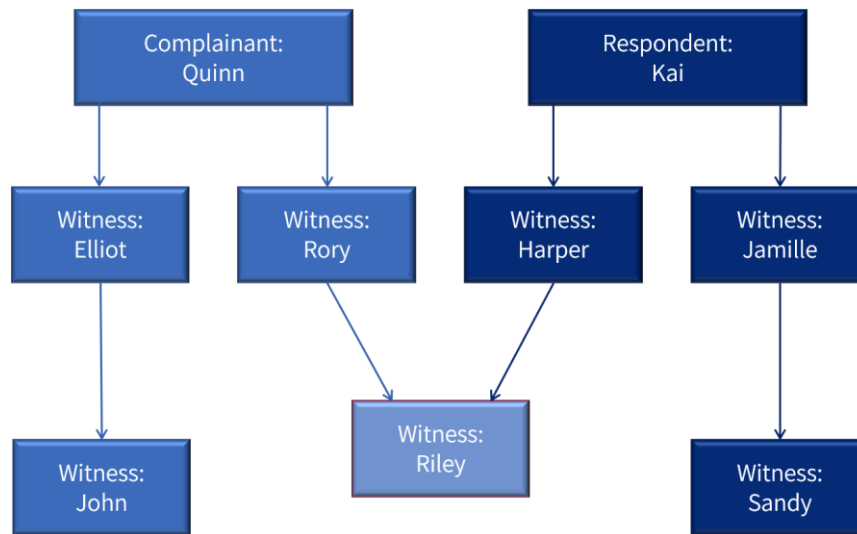 Complainant:
Quinn
Respondent:
Kai
Witness:
Elliot
Witness:
Rory
Witness:
Harper
Witness:
Jamille
Witness:
John
Witness:
Riley
Witness:
Sandy